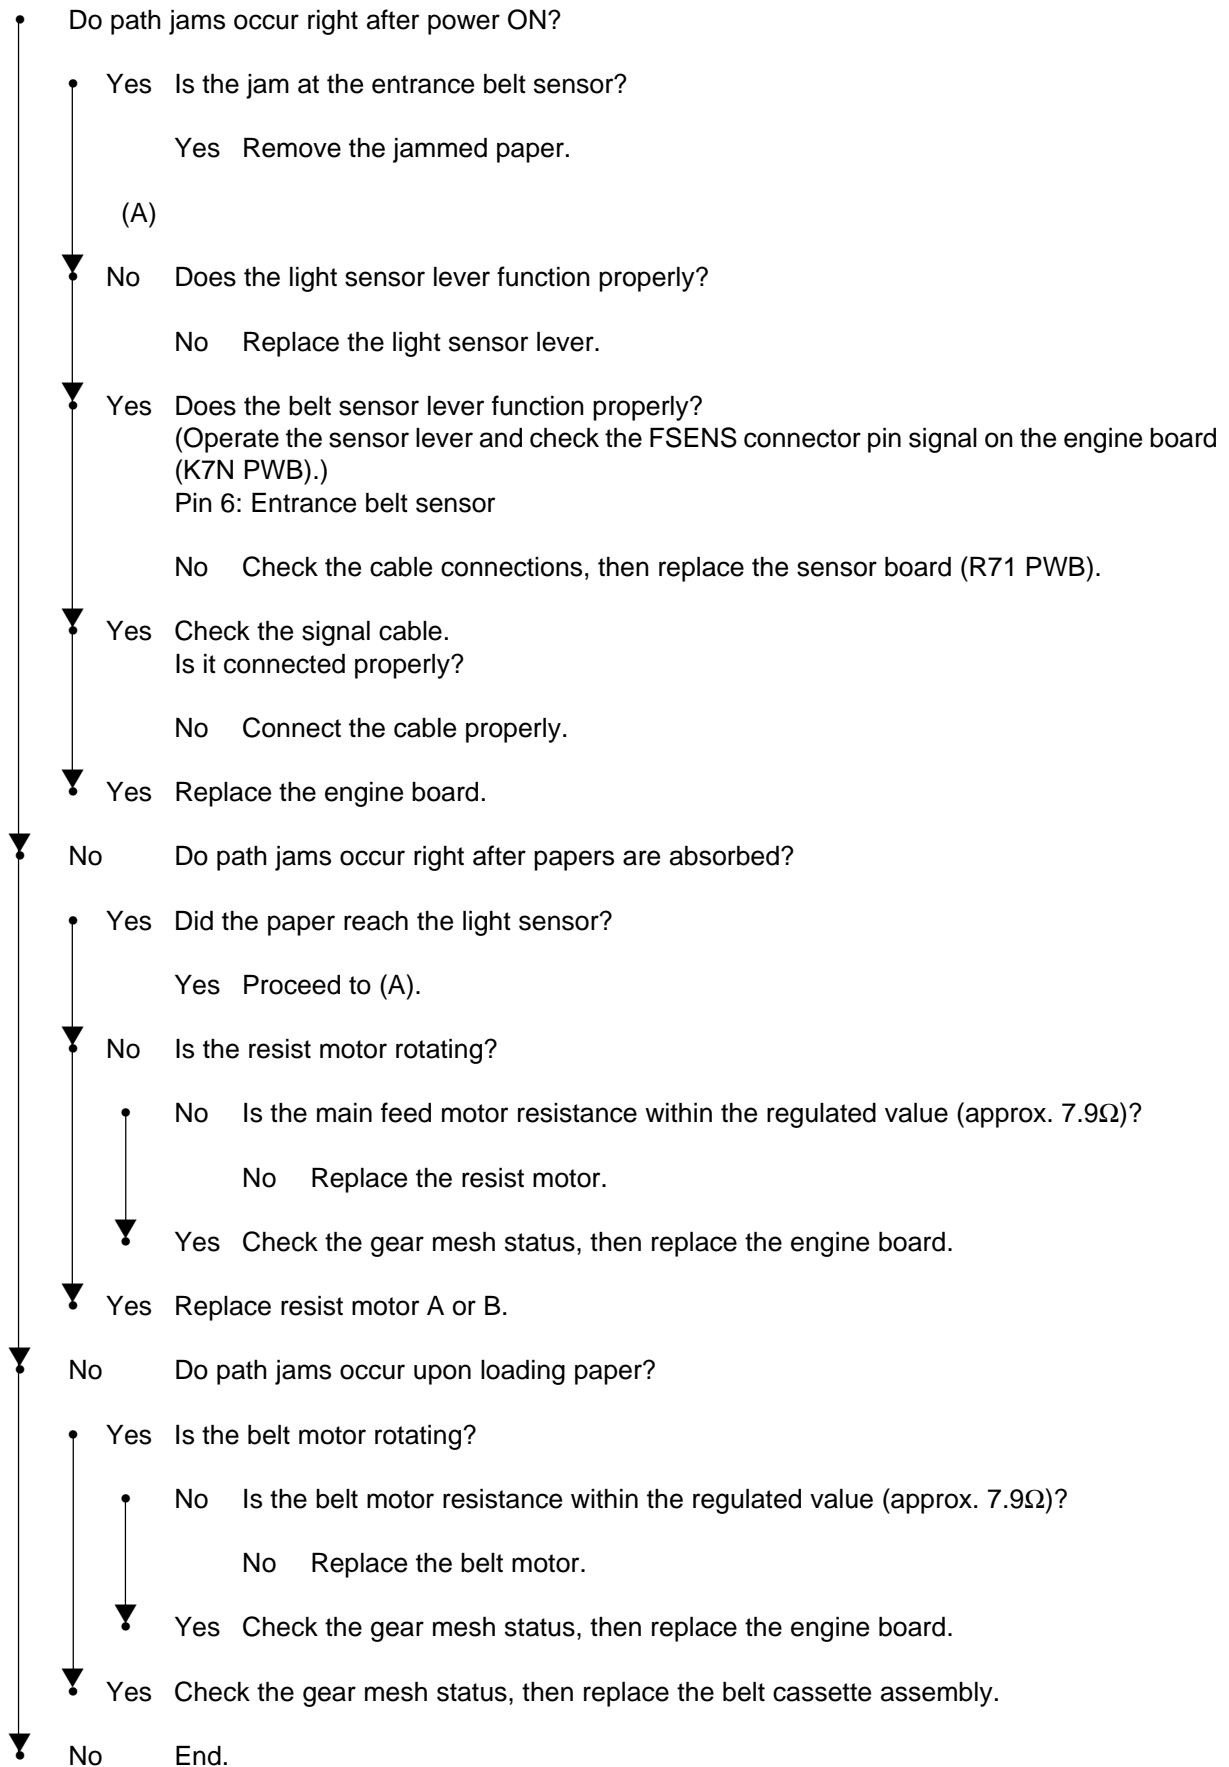 Do path jams occur right after power ON?
Yes Is the jam at the entrance belt sensor?
Yes Remove the jammed paper.
(A)
No Does the light sensor lever function properly?
No Replace the light sensor lever.
Yes Does the belt sensor lever function properly?
(Operate the sensor lever and check the FSENS connector pin signal on the engine board
(K7N PWB).)
Pin 6: Entrance belt sensor
No Check the cable connections, then replace the sensor board (R71 PWB).
Yes Check the signal cable.
Is it connected properly?
No Connect the cable properly.
Yes Replace the engine board.
No Do path jams occur right after papers are absorbed?
Yes Did the paper reach the light sensor?
Yes Proceed to (A).
No Is the resist motor rotating?
No Is the main feed motor resistance within the regulated value (approx. 7.9Ω)?
No Replace the resist motor.
Yes Check the gear mesh status, then replace the engine board.
Yes Replace resist motor A or B.
No Do path jams occur upon loading paper?
Yes Is the belt motor rotating?
No Is the belt motor resistance within the regulated value (approx. 7.9Ω)?
No Replace the belt motor.
Yes Check the gear mesh status, then replace the engine board.
Yes Check the gear mesh status, then replace the belt cassette assembly.
No End.